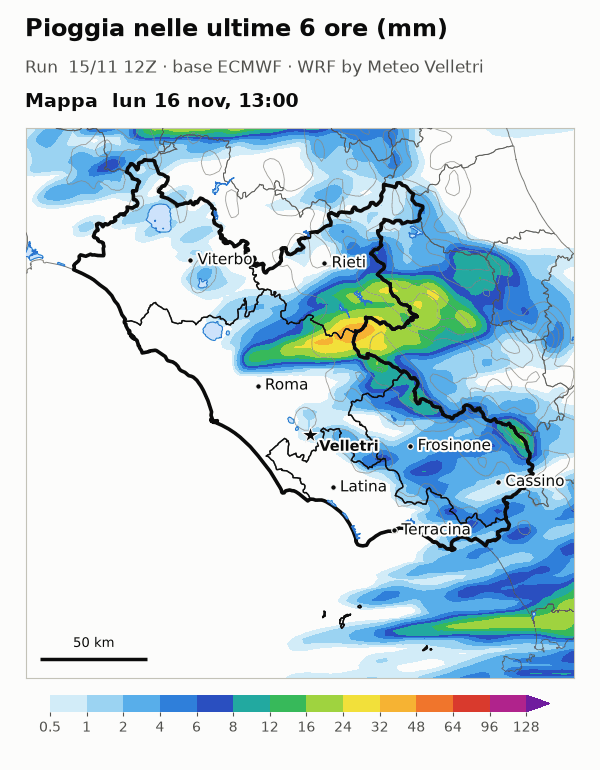 Pioggia nelle ultime 6 ore (mm)
Run  15/11 12Z · base ECMWF · WRF by Meteo Velletri
Mappa  lun 16 nov, 13:00
Viterbo
Rieti
Roma
Velletri
Frosinone
Cassino
Latina
Terracina
50 km
0.5 1 2 4 6 8 12 16 24 32 48 64 96 128